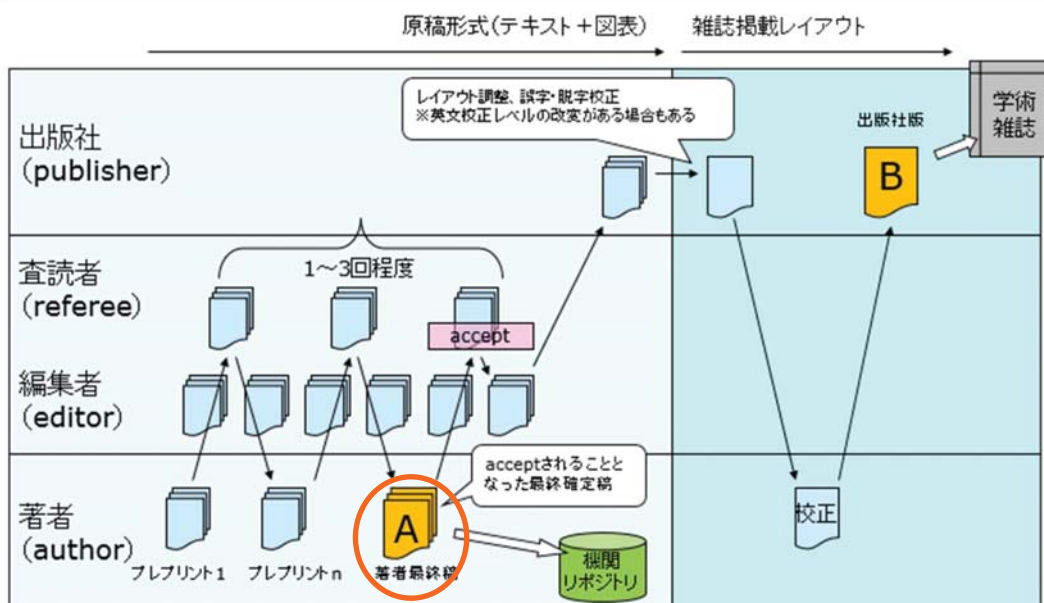 原稿形式(テキスト+図表)
雑誌掲載レイアウト
レイアウト調整、誤字・脱字校正
※英文校正レベルの改変がある場合もある
学術
雑誌
出版社版
出版社
(publisher)
B
1～3回程度
査読者
(referee)
accept
編集者
(editor)
acceptされることと
なった最終確定稿
著者
(author)
A
校正
機関
リポジトリ
プレプリント1
プレプリントn
著者最終稿